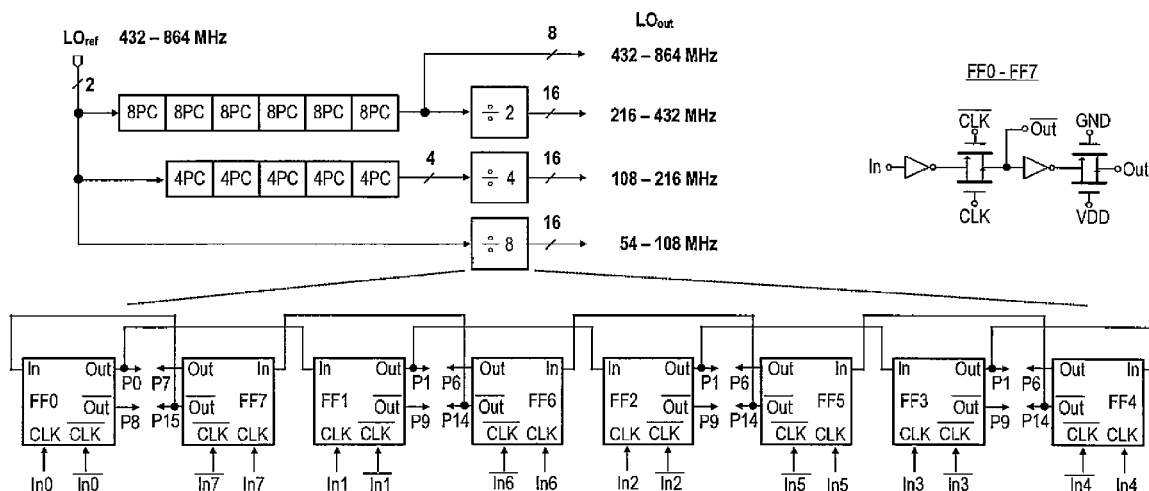 LOref 432 – 864 MHz
LOout
8
432 – 864 MHz
2
FF0 - FF7
8PC 8PC 8PC 8PC 8PC 8PC
÷ 2
16
216 – 432 MHz
CLK
Out
GND
In
Out
CLK
VDD
4PC 4PC 4PC 4PC 4PC
4
÷ 4
16
108 – 216 MHz
÷ 8
16
54 – 108 MHz
In Out P0 P7 Out In In Out P1 P6 Out In In Out P1 P6 Out In In Out P1 P6 Out In
FF0 FF7 FF1 FF6 FF2 FF5 FF3 FF4
Out P8 P15 Out Out P9 P14 Out Out P9 P14 Out Out P9 P14 Out
CLK CLK CLK CLK CLK CLK CLK CLK CLK CLK CLK CLK CLK CLK CLK CLK
In0 In0 In7 In7 In1 In1 In6 In6 In2 In2 In5 In5 In3 In3 In4 In4